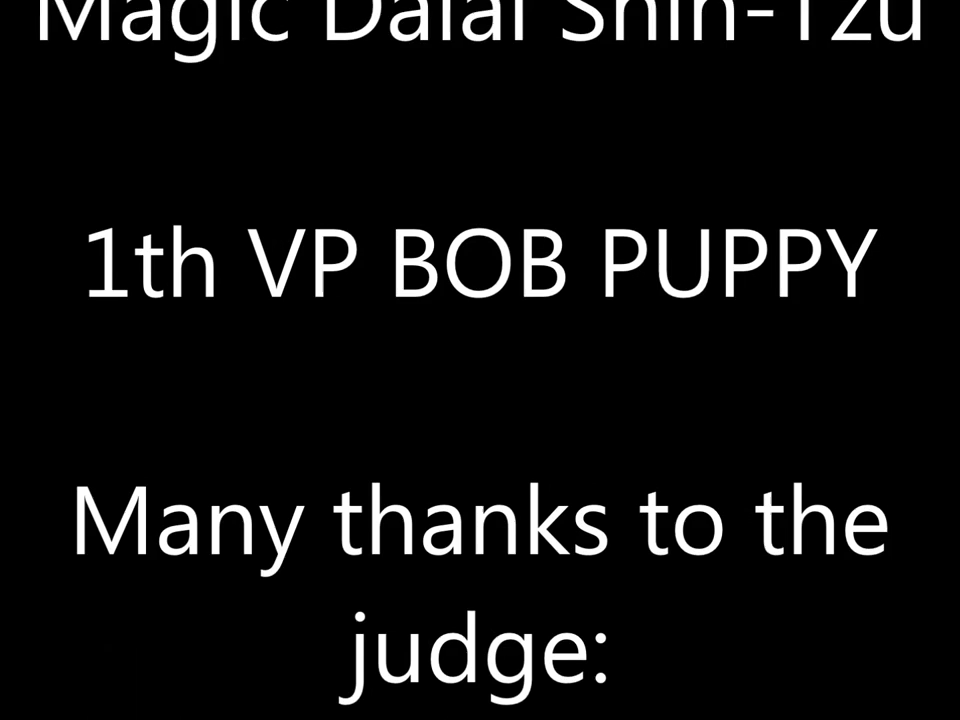 Magic Dalai Shih-Tzu
1th VP BOB PUPPY
Many thanks to the
judge: